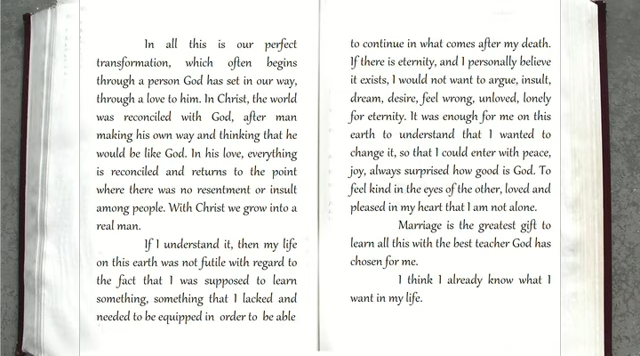 In all this is our perfect
transformation, which often begins
through a person God has set in our way,
through a love to him. In Christ, the world
was reconciled with God, after man
making his own way and thinking that he
would be like God. In his love, everything
is reconciled and returns to the point
where there was no resentment or insult
among people. With Christ we grow into a
real man.
If I understand it, then my life
on this earth was not futile with regard to
the fact that I was supposed to learn
something, something that I lacked and
needed to be equipped in order to be able
to continue in what comes after my death.
If there is eternity, and I personally believe
it exists, I would not want to argue, insult,
dream, desire, feel wrong, unloved, lonely
for eternity. It was enough for me on this
earth to understand that I wanted to
change it, so that I could enter with peace,
joy, always surprised how good is God. To
feel kind in the eyes of the other, loved and
pleased in my heart that I am not alone.
Marriage is the greatest gift to
learn all this with the best teacher God has
chosen for me.
I think I already know what I
want in my life.